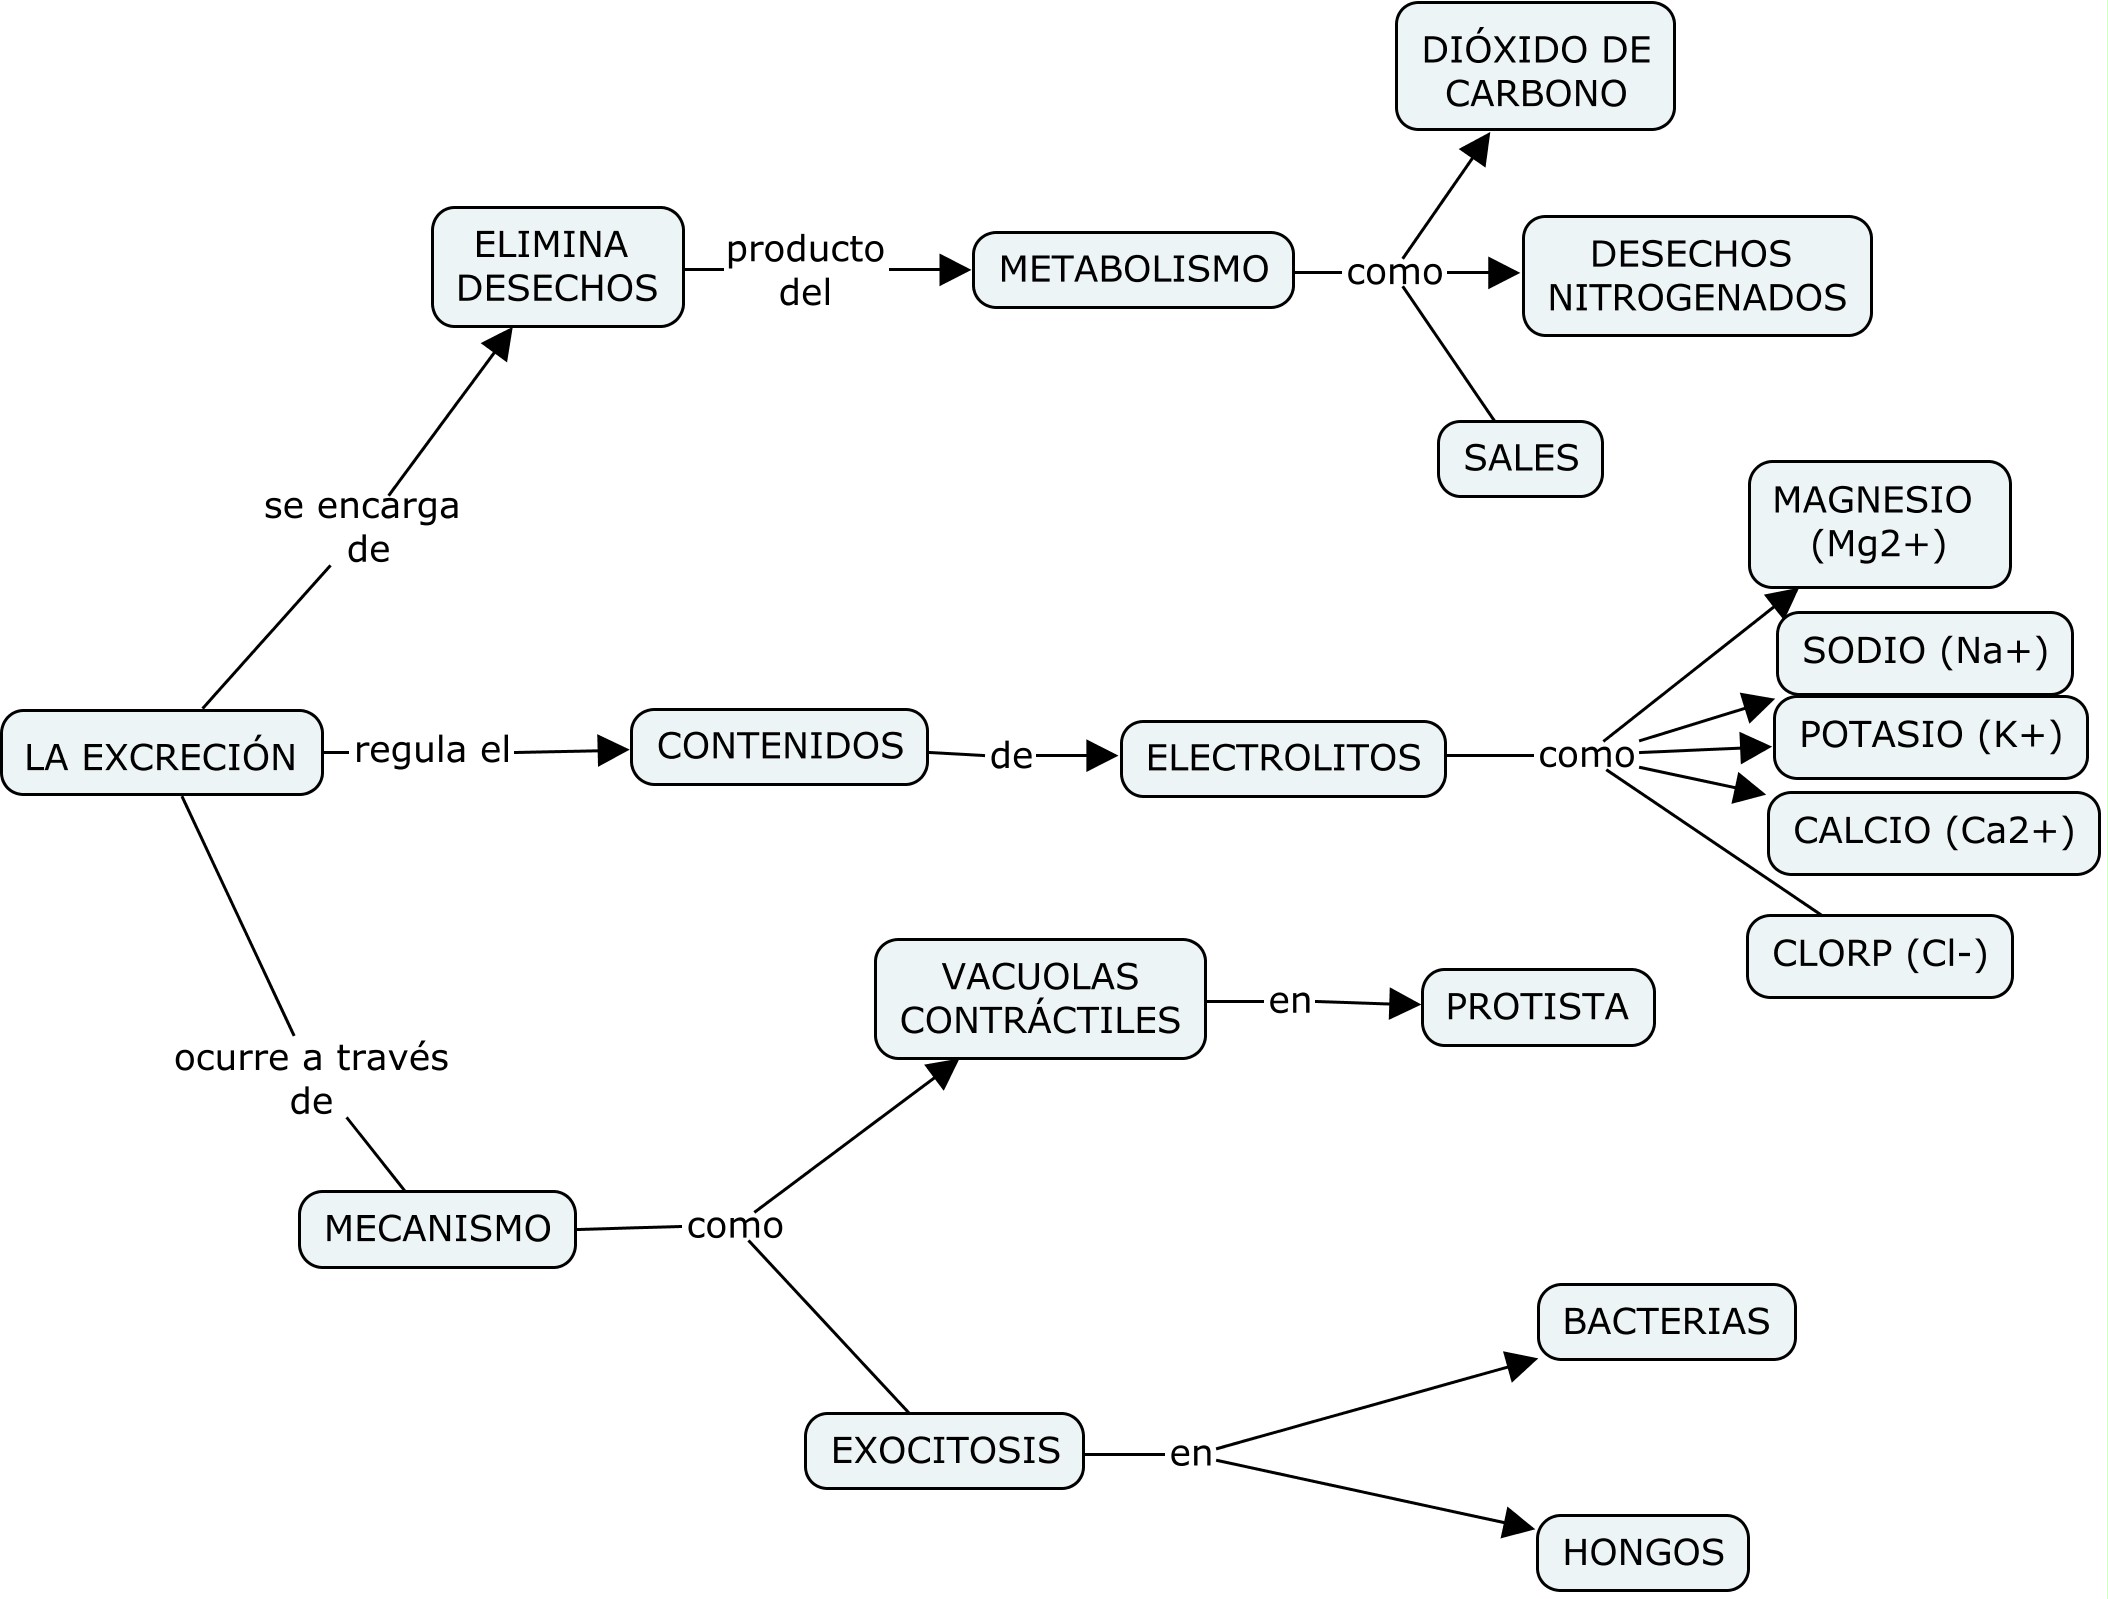 DIÓXIDO DE
CARBONO
ELIMINA
DESECHOS
producto
del
METABOLISMO
como
DESECHOS
NITROGENADOS
SALES
se encarga
de
MAGNESIO
(Mg2+)
SODIO (Na+)
LA EXCRECIÓN
regula el
CONTENIDOS
de
ELECTROLITOS
como
POTASIO (K+)
CALCIO (Ca2+)
CLORP (Cl-)
ocurre a través
de
VACUOLAS
CONTRÁCTILES
en
PROTISTA
MECANISMO
como
BACTERIAS
EXOCITOSIS
en
HONGOS